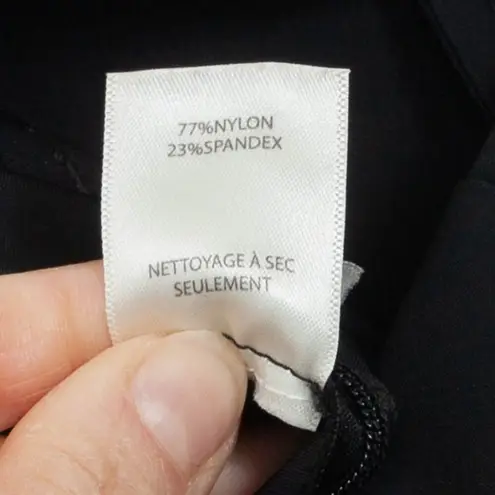 77%NYLON
23%SPANDEX
NETTOYAGE À SEC
SEULEMENT